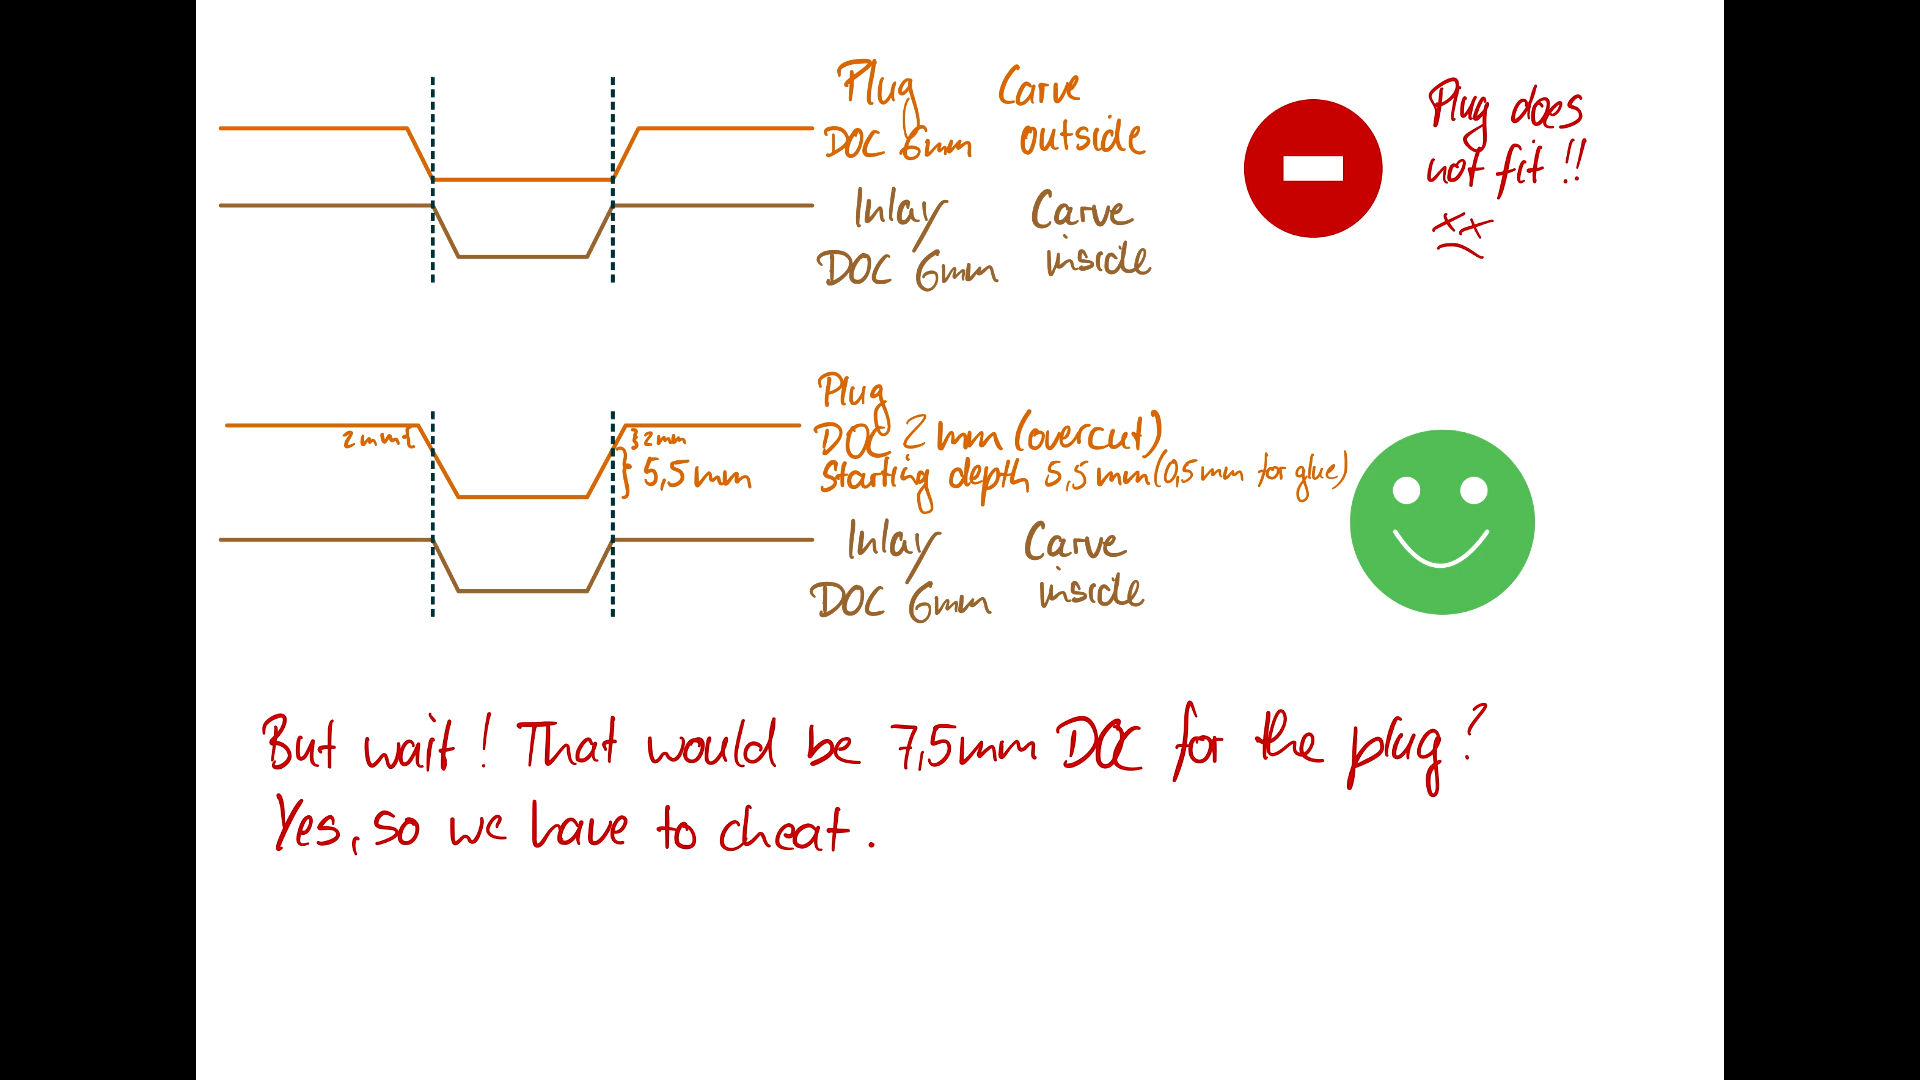 Plug Carve
DOC 6mm outside
Inlay Carve
DOC 6mm inside
Plug does
not fit!!
Plug
DOC 2mm (overcut)
Starting depth 5,5mm (0,5mm for glue)
2mm
2mm
5,5mm
Inlay Carve
DOC 6mm inside
But wait! That would be 7,5mm DOC for the plug?
Yes, so we have to cheat.